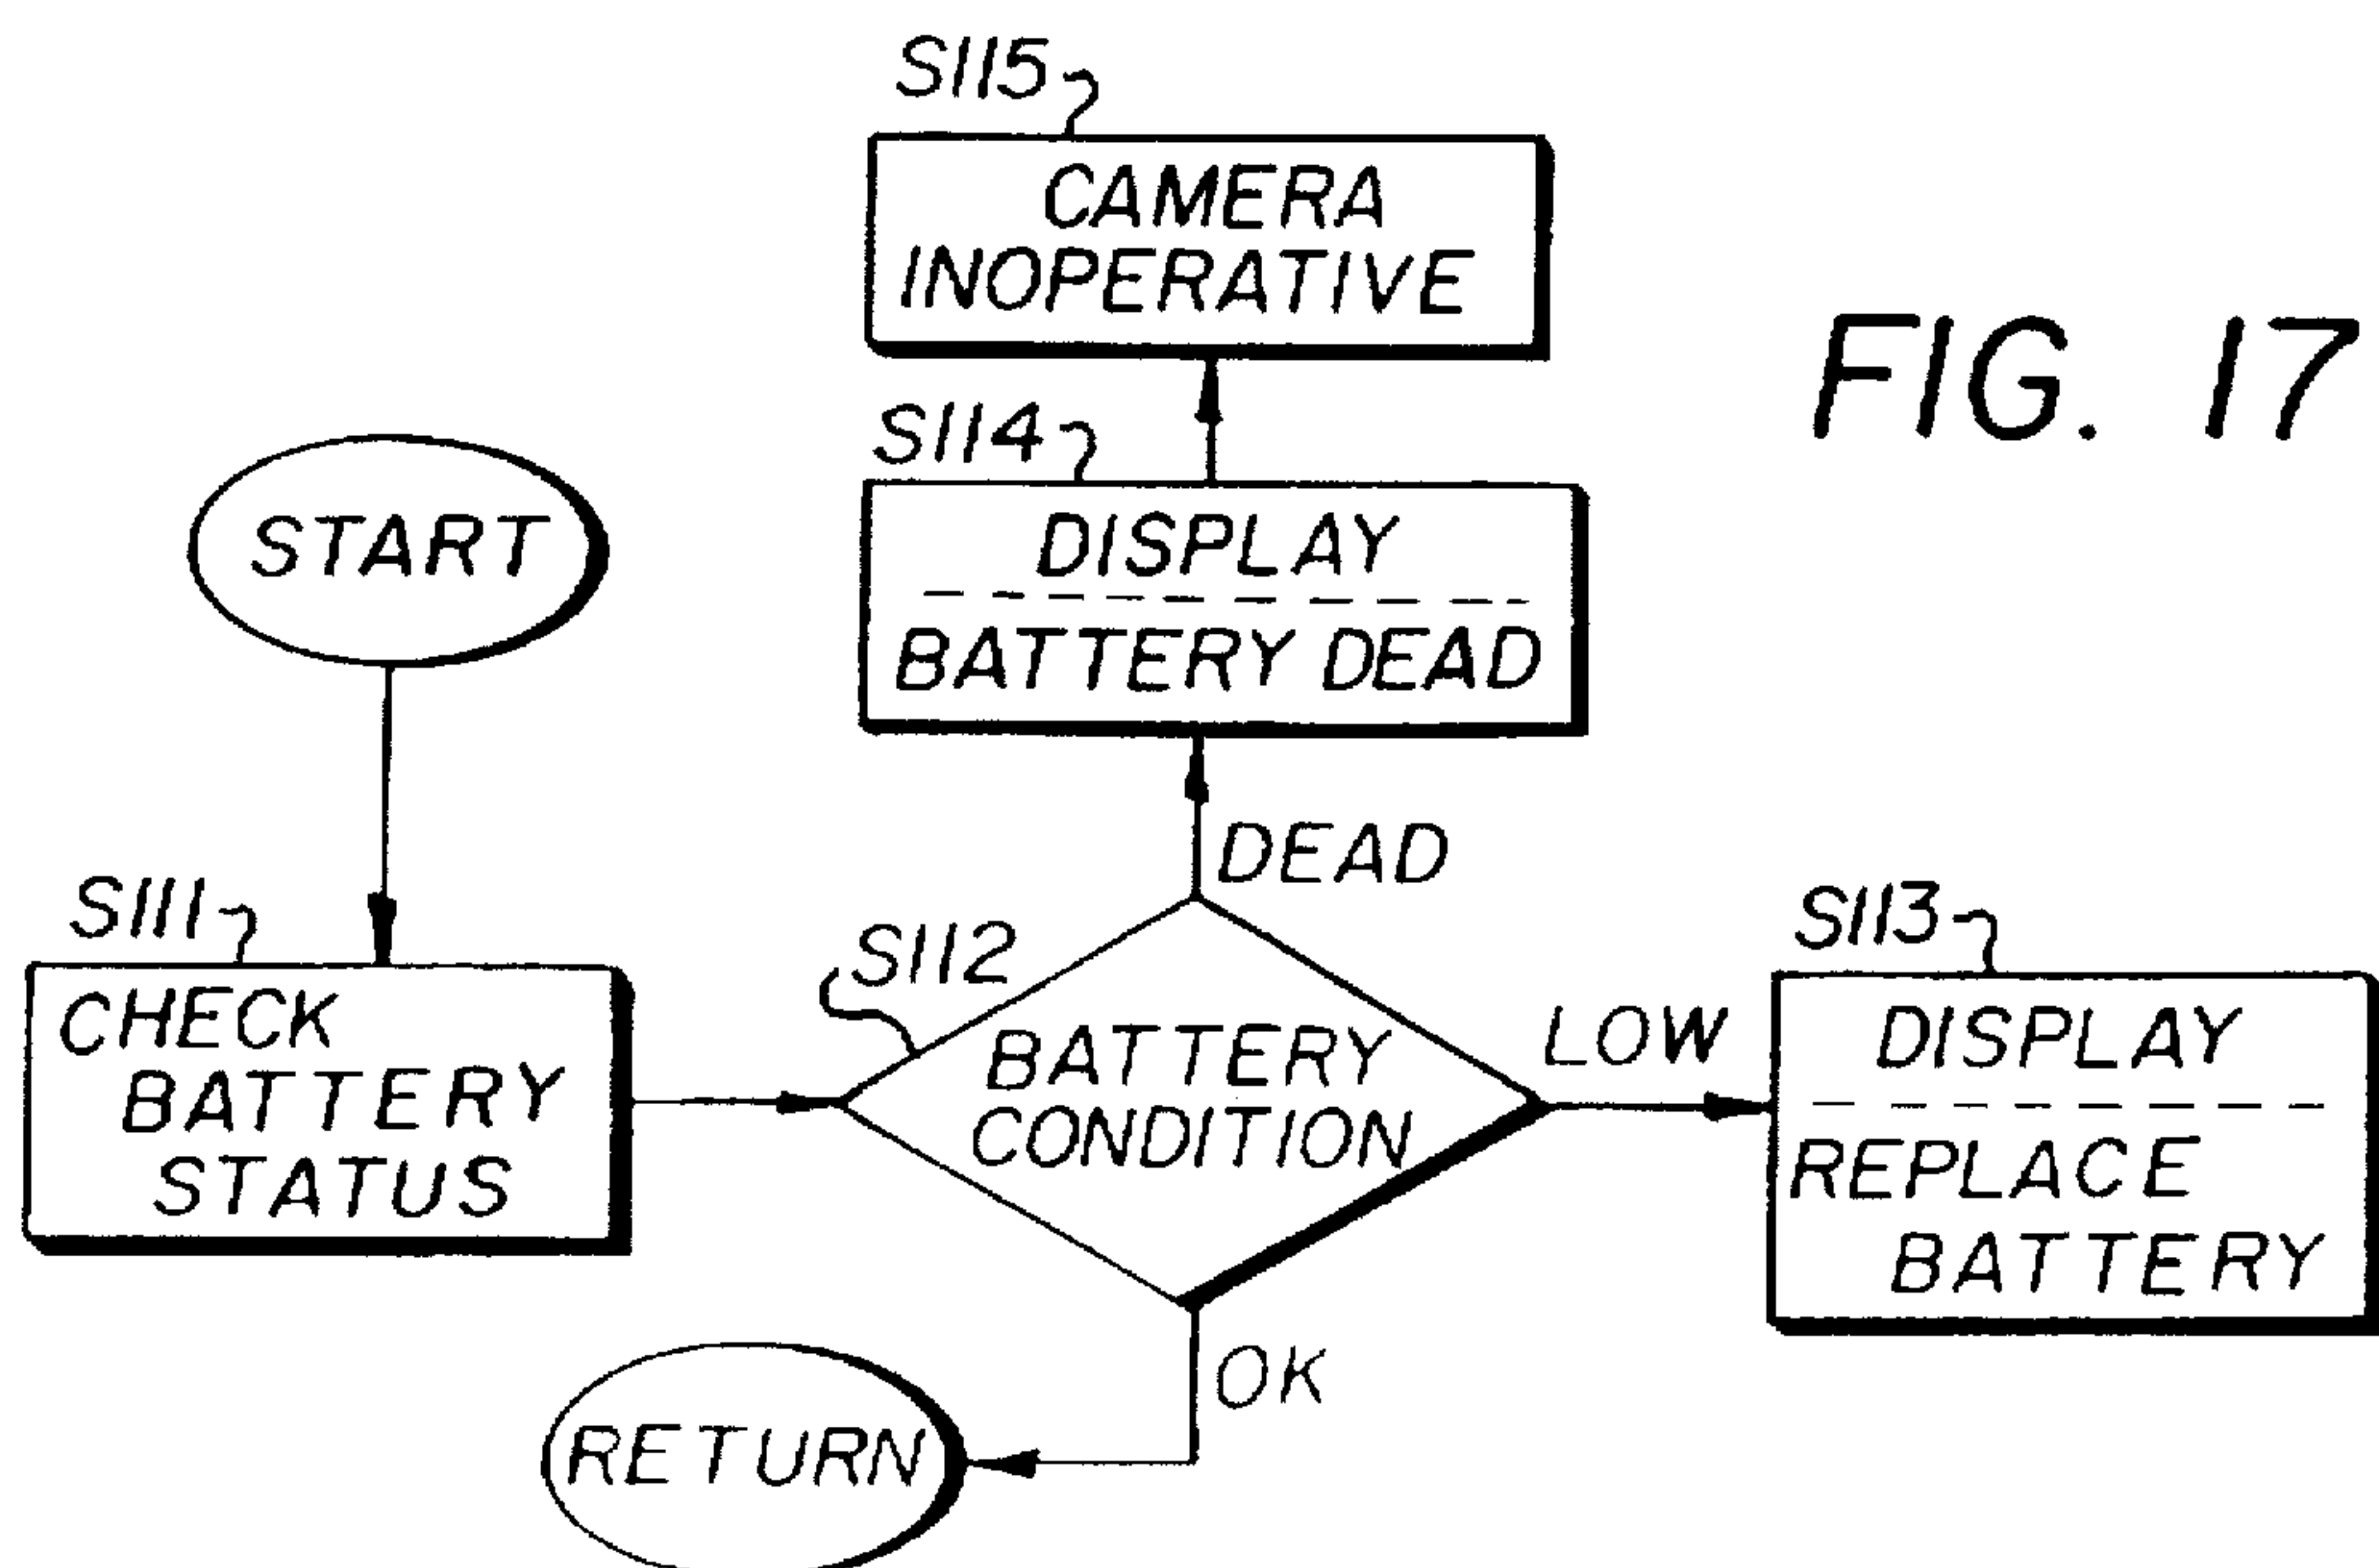 S115
CAMERA
INOPERATIVE
FIG. 17
S114
DISPLAY
BATTERY DEAD
START
DEAD
S111
CHECK
BATTERY
STATUS
S112
BATTERY
CONDITION
LOW
S113
DISPLAY
REPLACE
BATTERY
OK
RETURN